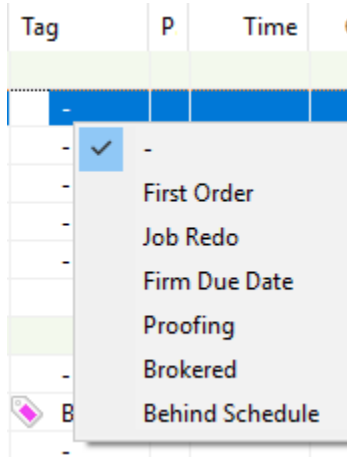 Tag P Time
-
- -
- First Order
- Job Redo
- Firm Due Date
Proofing
- Brokered
B Behind Schedule
-